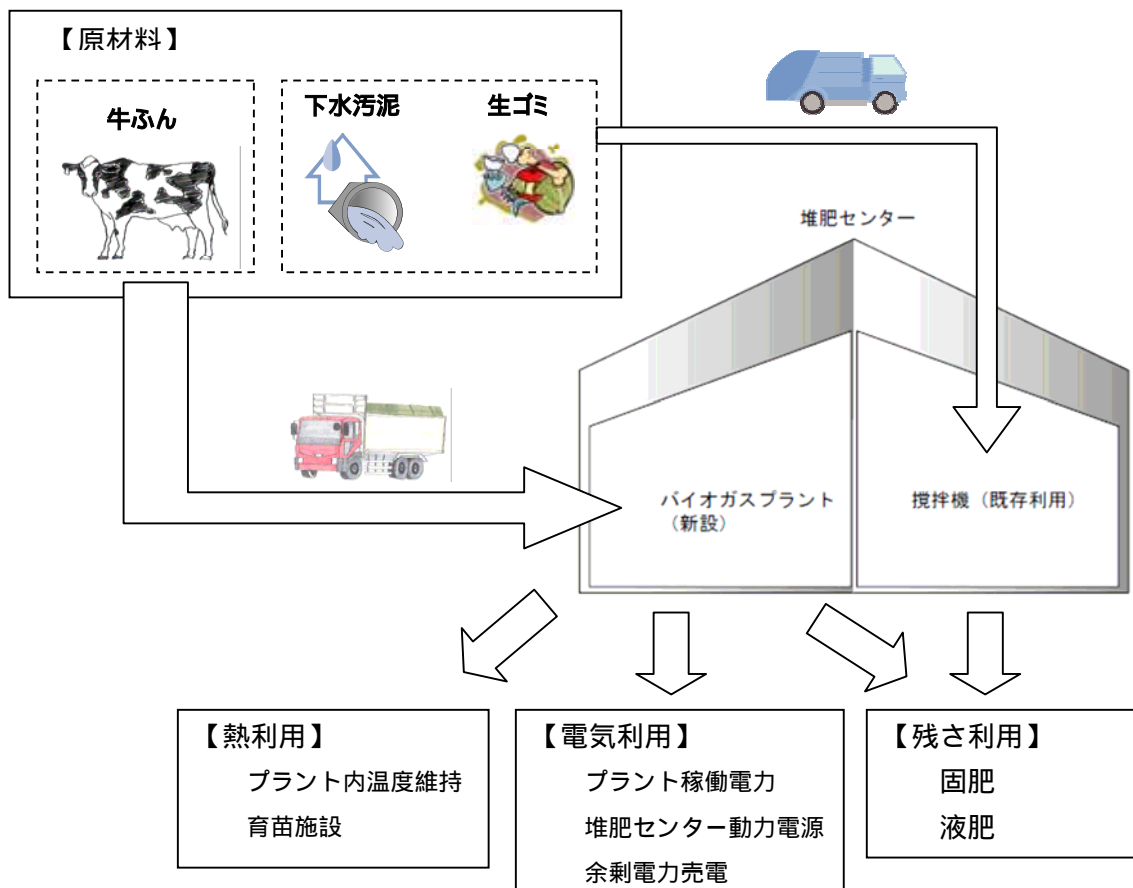 【原材料】
牛ふん
下水汚泥
生ゴミ
堆肥センター
バイオガスプラント
（新設）
撹拌機（既存利用）
【熱利用】
プラント内温度維持
育苗施設
【電気利用】
プラント稼働電力
堆肥センター動力電源
余剰電力売電
【残さ利用】
固肥
液肥